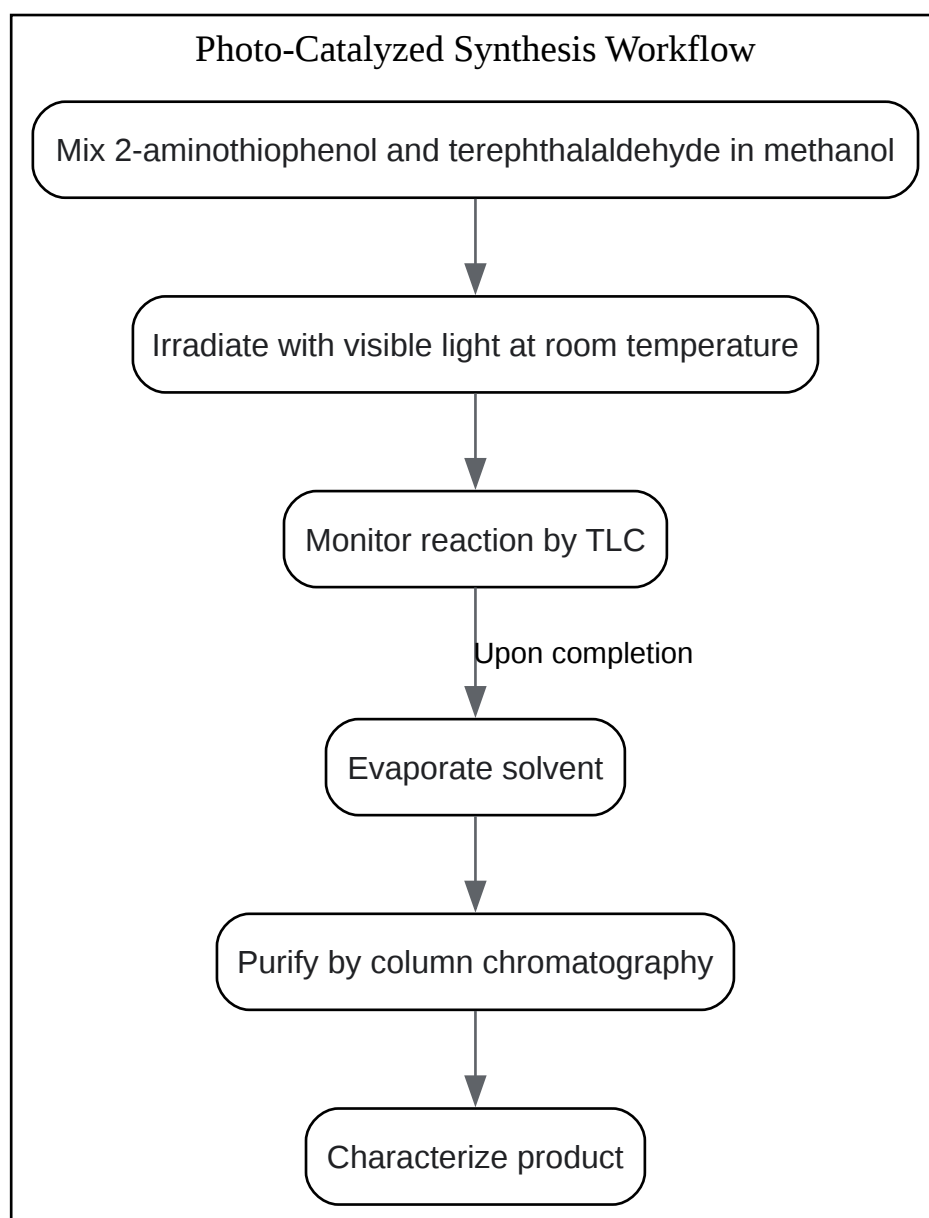 Photo-Catalyzed Synthesis Workflow
Mix 2-aminothiophenol and terephthalaldehyde in methanol
Irradiate with visible light at room temperature
Monitor reaction by TLC
Upon completion
Evaporate solvent
Purify by column chromatography
Characterize product